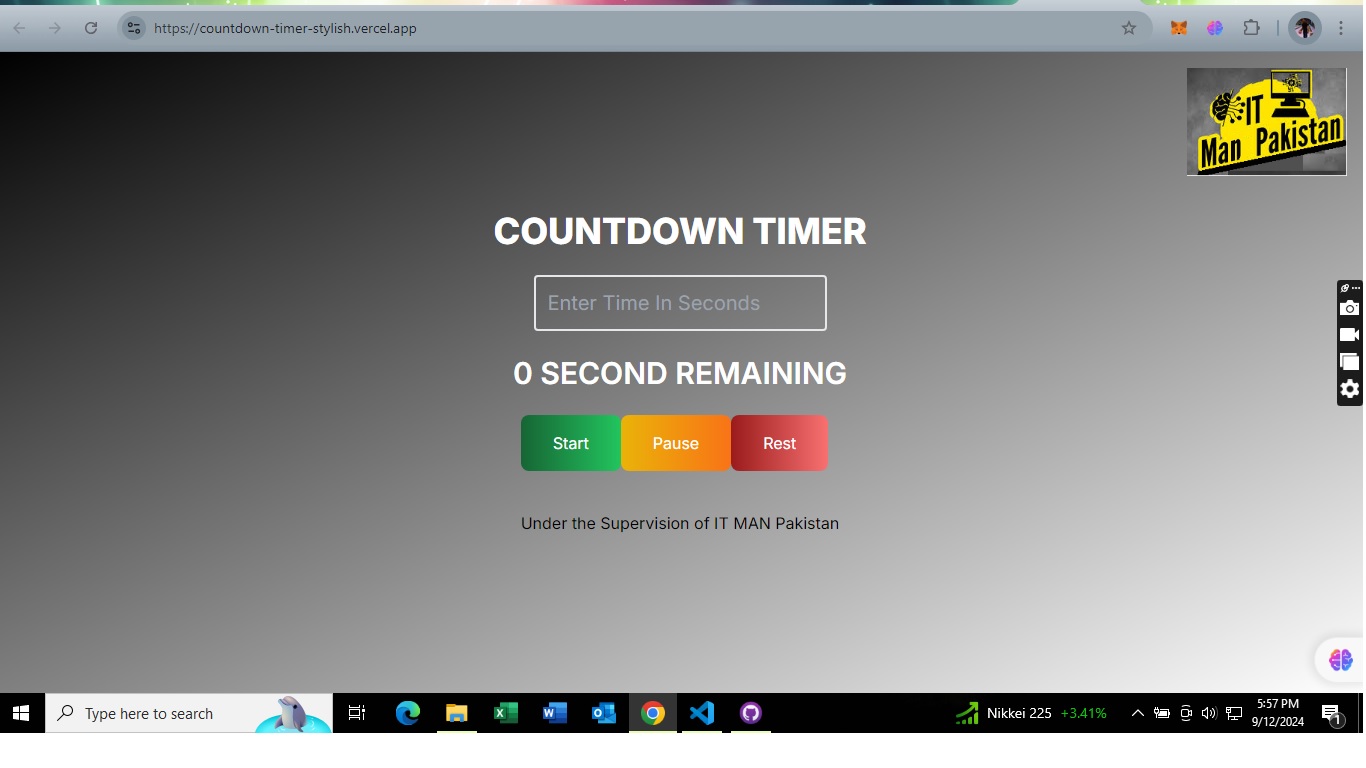 https://countdown-timer-stylish.vercel.app
IT
Man Pakistan
COUNTDOWN TIMER
Enter Time In Seconds
0 SECOND REMAINING
Start Pause Rest
Under the Supervision of IT MAN Pakistan
Type here to search
Nikkei 225 +3.41%
5:57 PM
9/12/2024
1